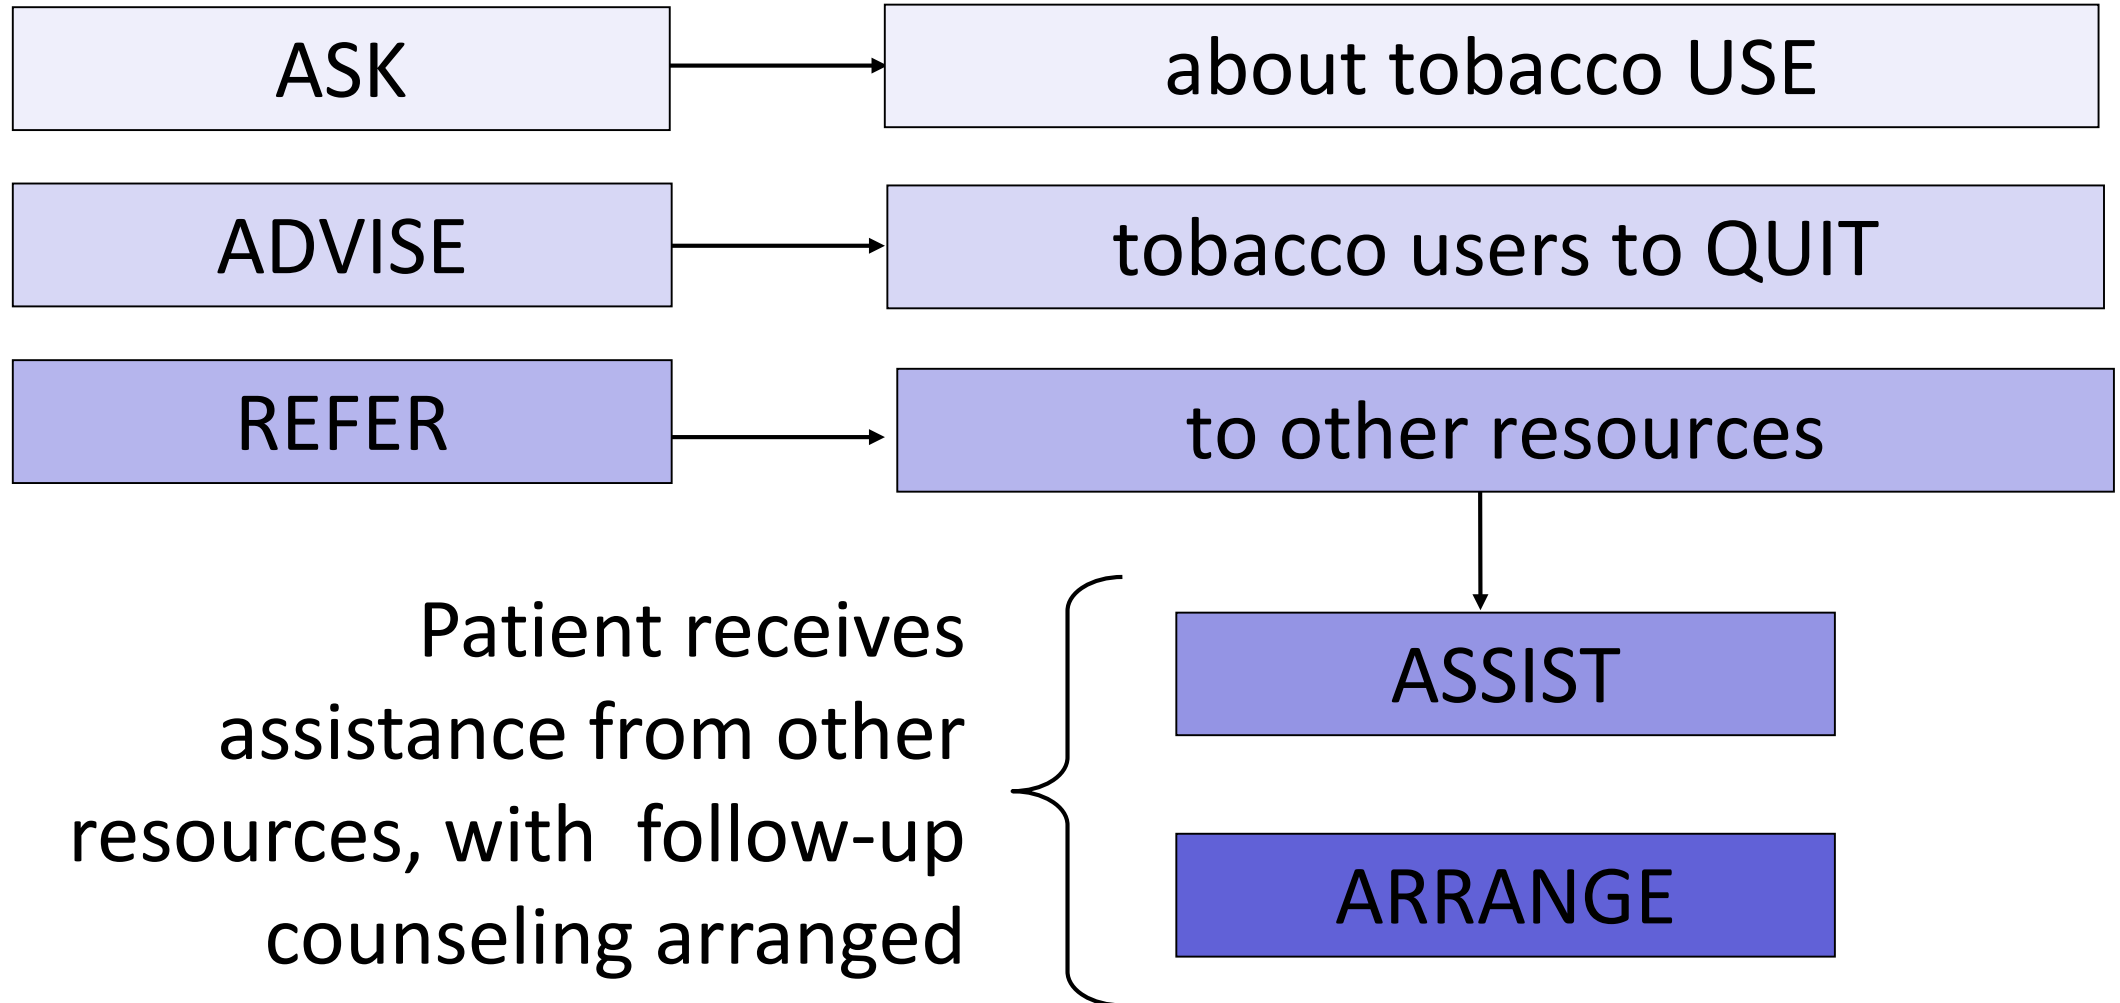 ASK
about tobacco USE
ADVISE
tobacco users to QUIT
REFER
to other resources
Patient receives
assistance from other
resources, with  follow-up
counseling arranged
ASSIST
ARRANGE